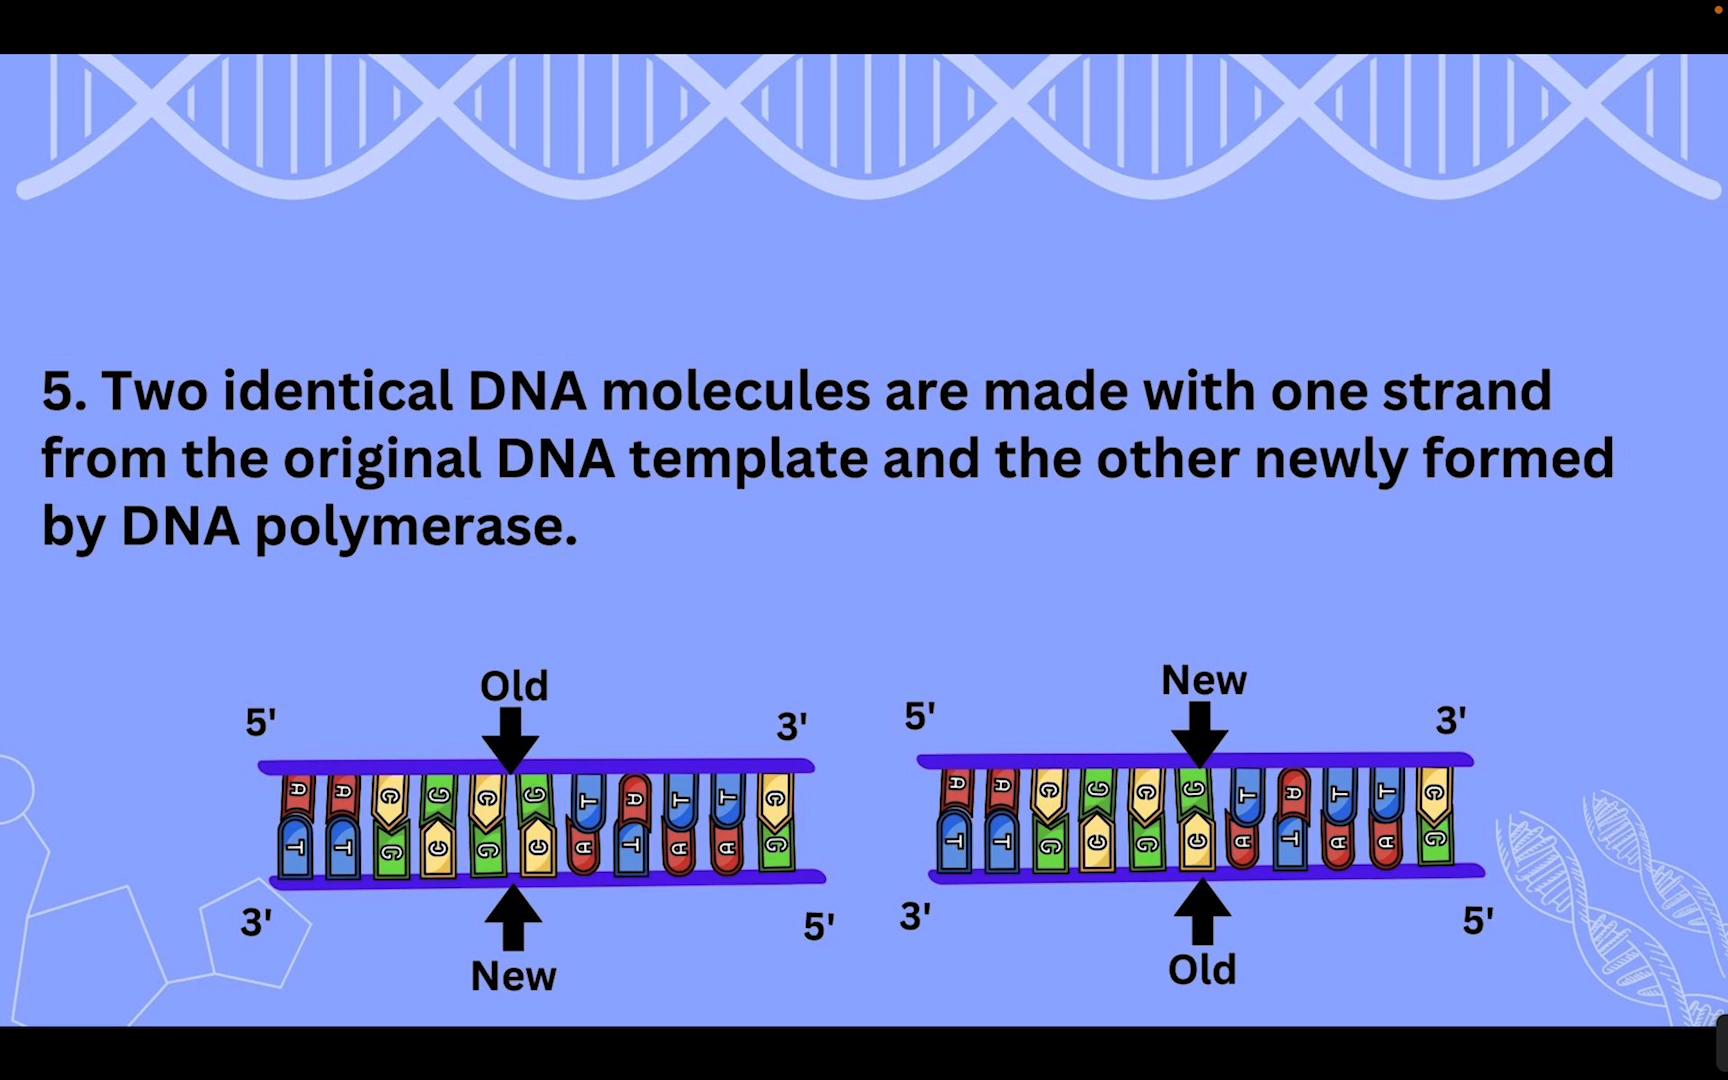 5. Two identical DNA molecules are made with one strand
from the original DNA template and the other newly formed
by DNA polymerase.
Old
5' 3'
A A C G C G T A T T C
T T G C G C A T A A G
3' 5'
New
New
5' 3'
A A C G C G T A T T C
T T G C G C A T A A G
3' 5'
Old